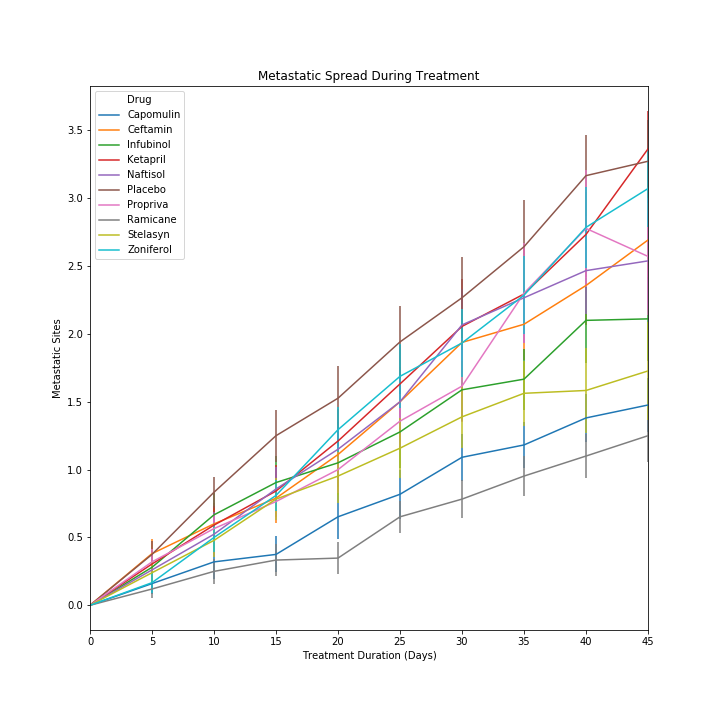 Metastatic Spread During Treatment
Drug
Capomulin
Ceftamin
Infubinol
Ketapril
Naftisol
Placebo
Propriva
Ramicane
Stelasyn
Zoniferol
Metastatic Sites
3.5
3.0
2.5
2.0
1.5
1.0
0.5
0.0
0 5 10 15 20 25 30 35 40 45
Treatment Duration (Days)